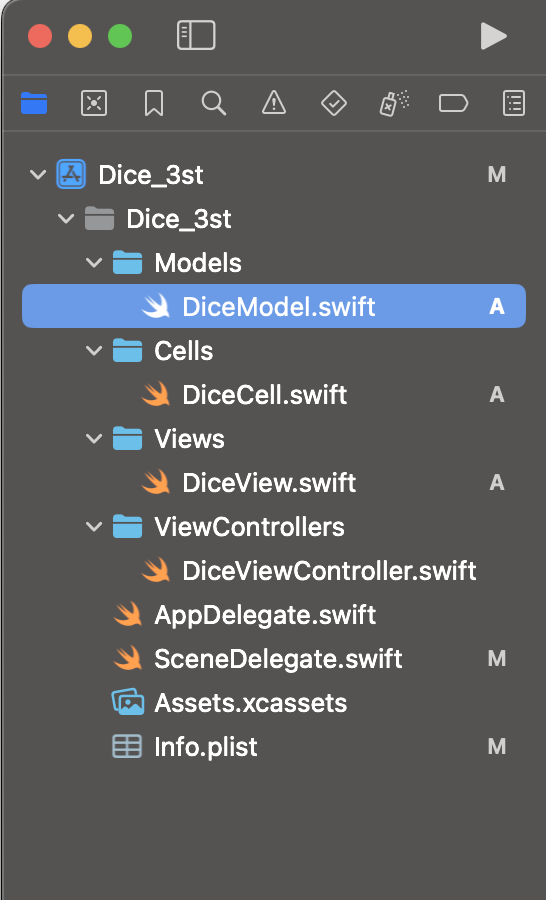 Dice_3st M
Dice_3st
Models
DiceModel.swift A
Cells
DiceCell.swift A
Views
DiceView.swift A
ViewControllers
DiceViewController.swift
AppDelegate.swift
SceneDelegate.swift M
Assets.xcassets
Info.plist M